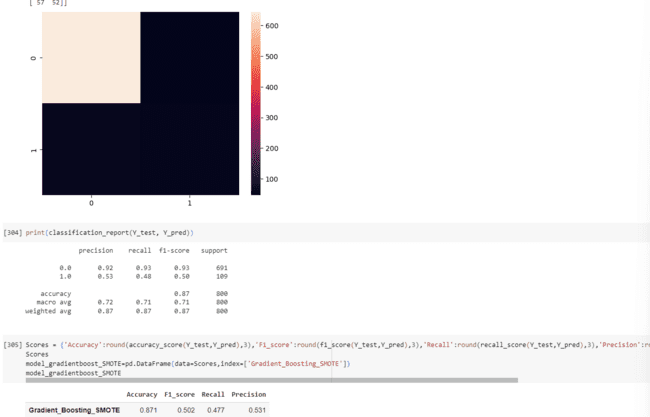 [ 57 52]]
600
500
400
300
200
100
0
1
0 1
[304] print(classification_report(Y_test, Y_pred))
precision recall f1-score support
0.0 0.92 0.93 0.93 691
1.0 0.53 0.48 0.50 109
accuracy 0.87 800
macro avg 0.72 0.71 0.71 800
weighted avg 0.87 0.87 0.87 800
[305] Scores = {'Accuracy':round(accuracy_score(Y_test,Y_pred),3),'F1_score':round(f1_score(Y_test,Y_pred),3),'Recall':round(recall_score(Y_test,Y_pred),3),'Precision':r
Scores
model_gradientboost_SMOTE=pd.DataFrame(data=Scores,index=['Gradient_Boosting_SMOTE'])
model_gradientboost_SMOTE
Accuracy F1_score Recall Precision
Gradient_Boosting_SMOTE 0.871 0.502 0.477 0.531